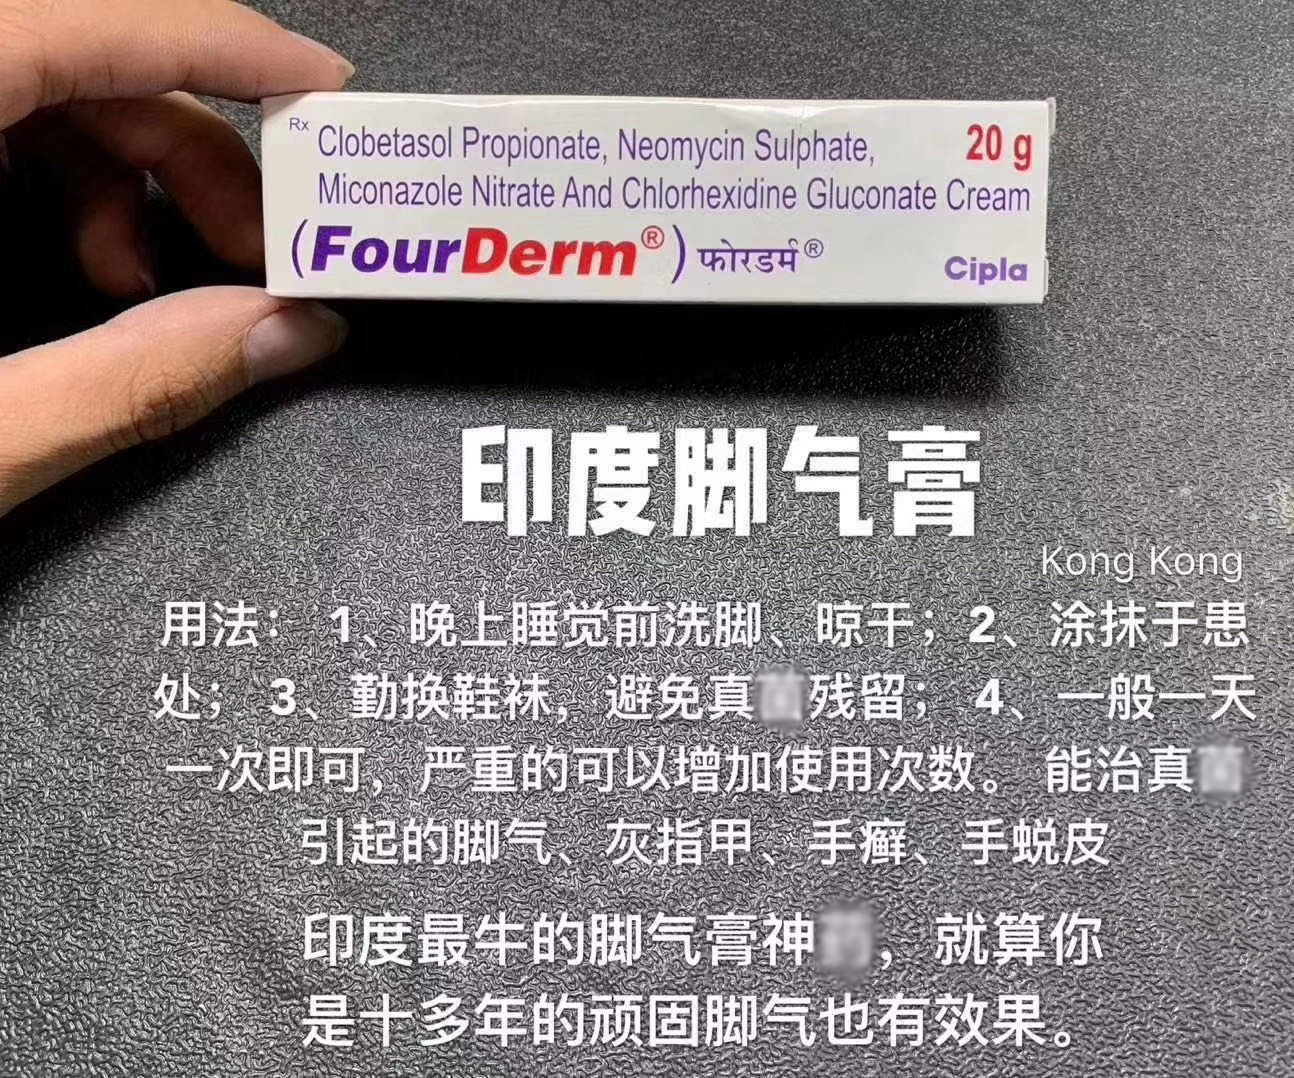 Rx Clobetasol Propionate, Neomycin Sulphate, 20 g
Miconazole Nitrate And Chlorhexidine Gluconate Cream
(FourDerm®) फोरडर्म® Cipla
印度脚气膏
Kong Kong
用法： 1、晚上睡觉前洗脚、晾干；2、涂抹于患
处； 3、勤换鞋袜，避免真 残留； 4、一般一天
一次即可，严重的可以增加使用次数。 能治真
引起的脚气、灰指甲、手癣、手蜕皮
印度最牛的脚气膏神 ，就算你
是十多年的顽固脚气也有效果。